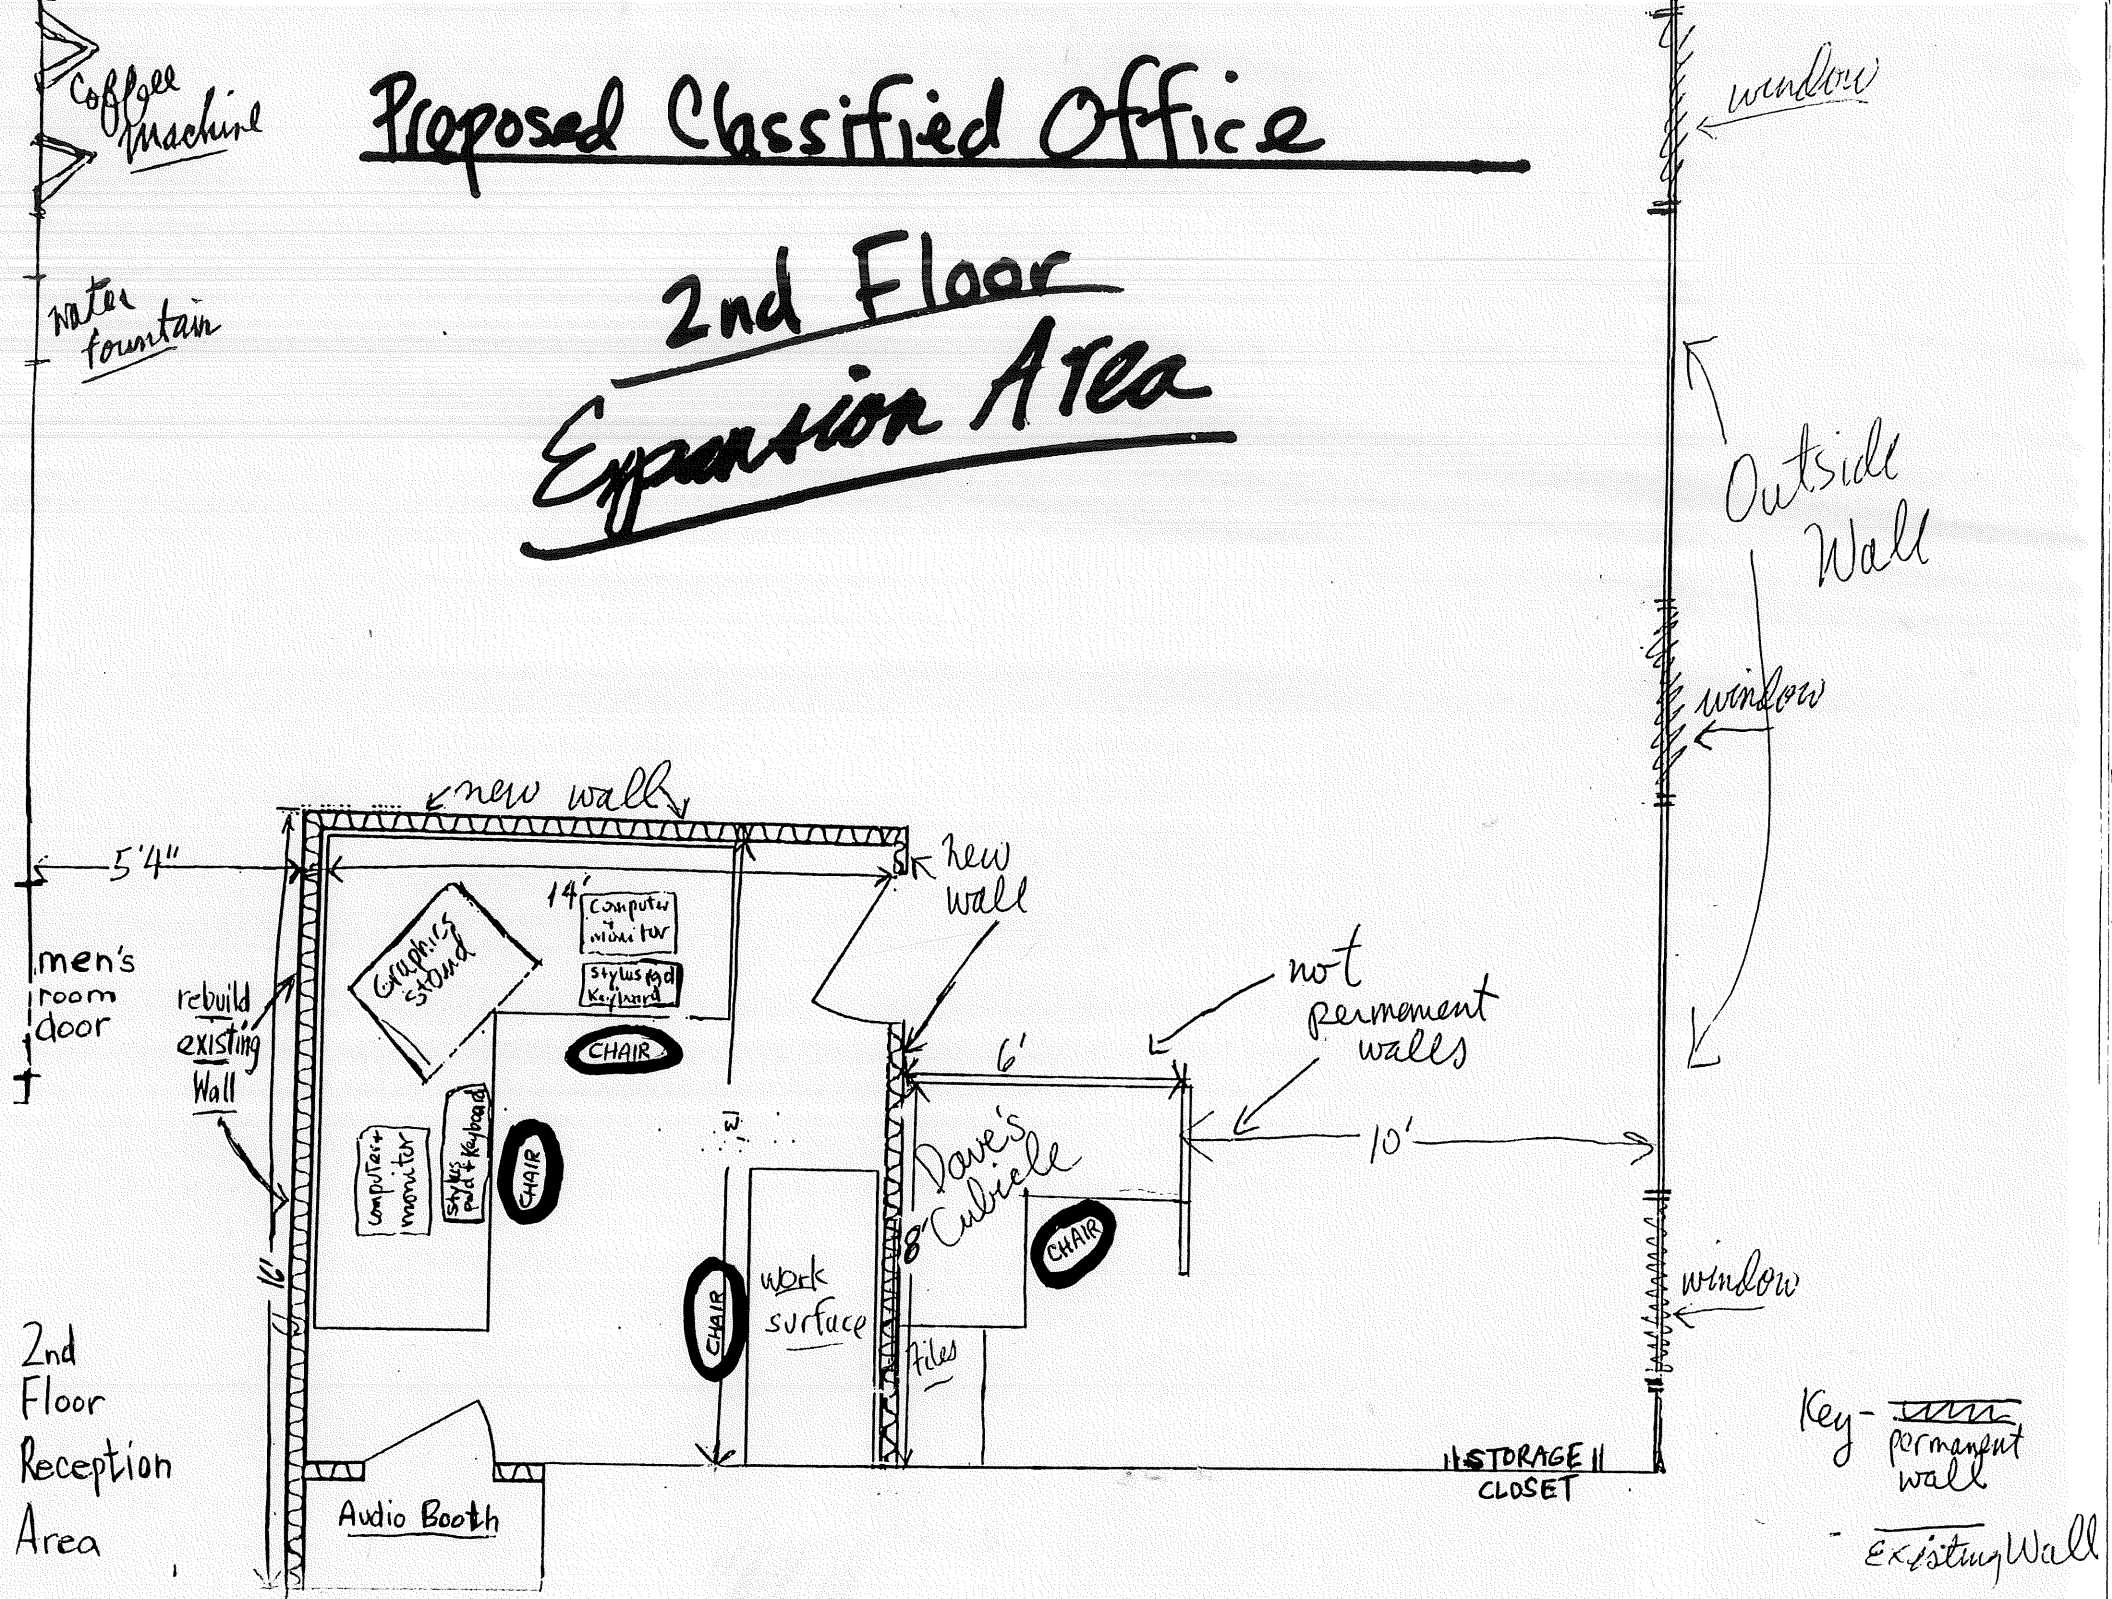 Proposed Classified Office
2nd Floor
Expansion Area
coffee
machine
water
fountain
window
Outside
Wall
window
new wall
new
wall
5'4"
14'
Computer
+
monitor
Stylus pad
Keyboard
Graphics
stand
CHAIR
men's
room
door
rebuild
existing
Wall
not
permanent
walls
6'
10'
Dave's
Cubicle
8'
CHAIR
computer +
monitor
stylus
pad + Keyboard
CHAIR
16'
CHAIR
work
surface
files
window
2nd
Floor
Reception
Area
Audio Booth
STORAGE
CLOSET
Key -
permanent
wall
- Existing Wall